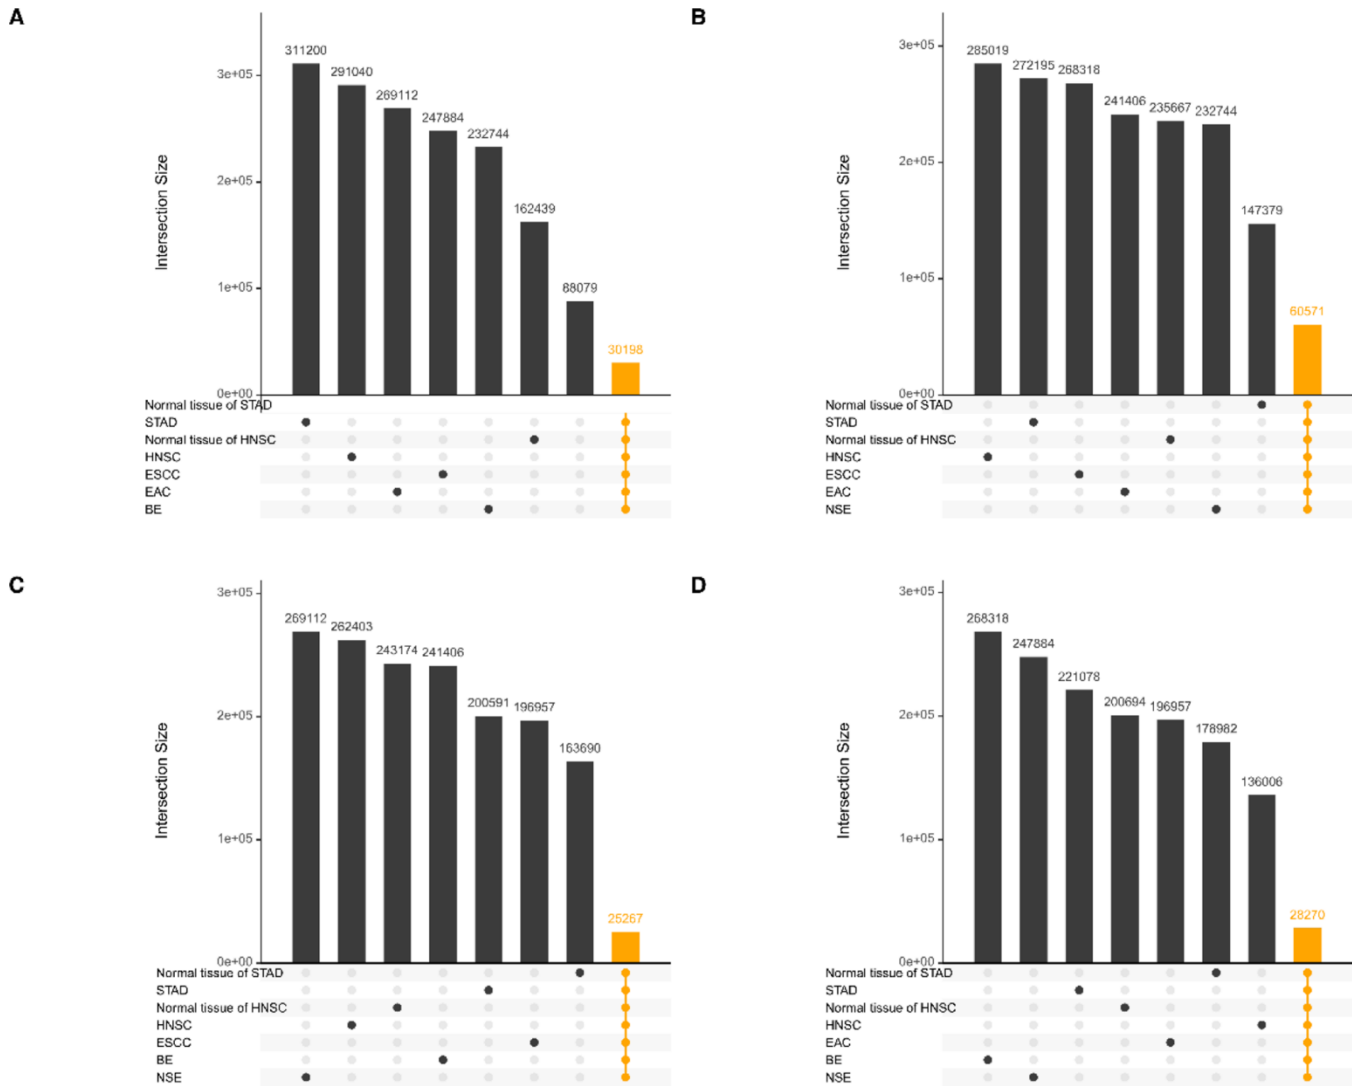 A
311200
291040
269112
247884
232744
162439
88079
30198
3e+05
2e+05
1e+05
0e+00
Intersection Size
Normal tissue of STAD
STAD
Normal tissue of HNSC
HNSC
ESCC
EAC
BE
B
285019
272195
268318
241406
235667
232744
147379
60571
3e+05
2e+05
1e+05
0e+00
Intersection Size
Normal tissue of STAD
STAD
Normal tissue of HNSC
HNSC
ESCC
EAC
NSE
C
269112
262403
243174
241406
200591
196957
163690
25267
3e+05
2e+05
1e+05
0e+00
Intersection Size
Normal tissue of STAD
STAD
Normal tissue of HNSC
HNSC
ESCC
BE
NSE
D
268318
247884
221078
200694
196957
178982
136006
28270
3e+05
2e+05
1e+05
0e+00
Intersection Size
Normal tissue of STAD
STAD
Normal tissue of HNSC
HNSC
EAC
BE
NSE